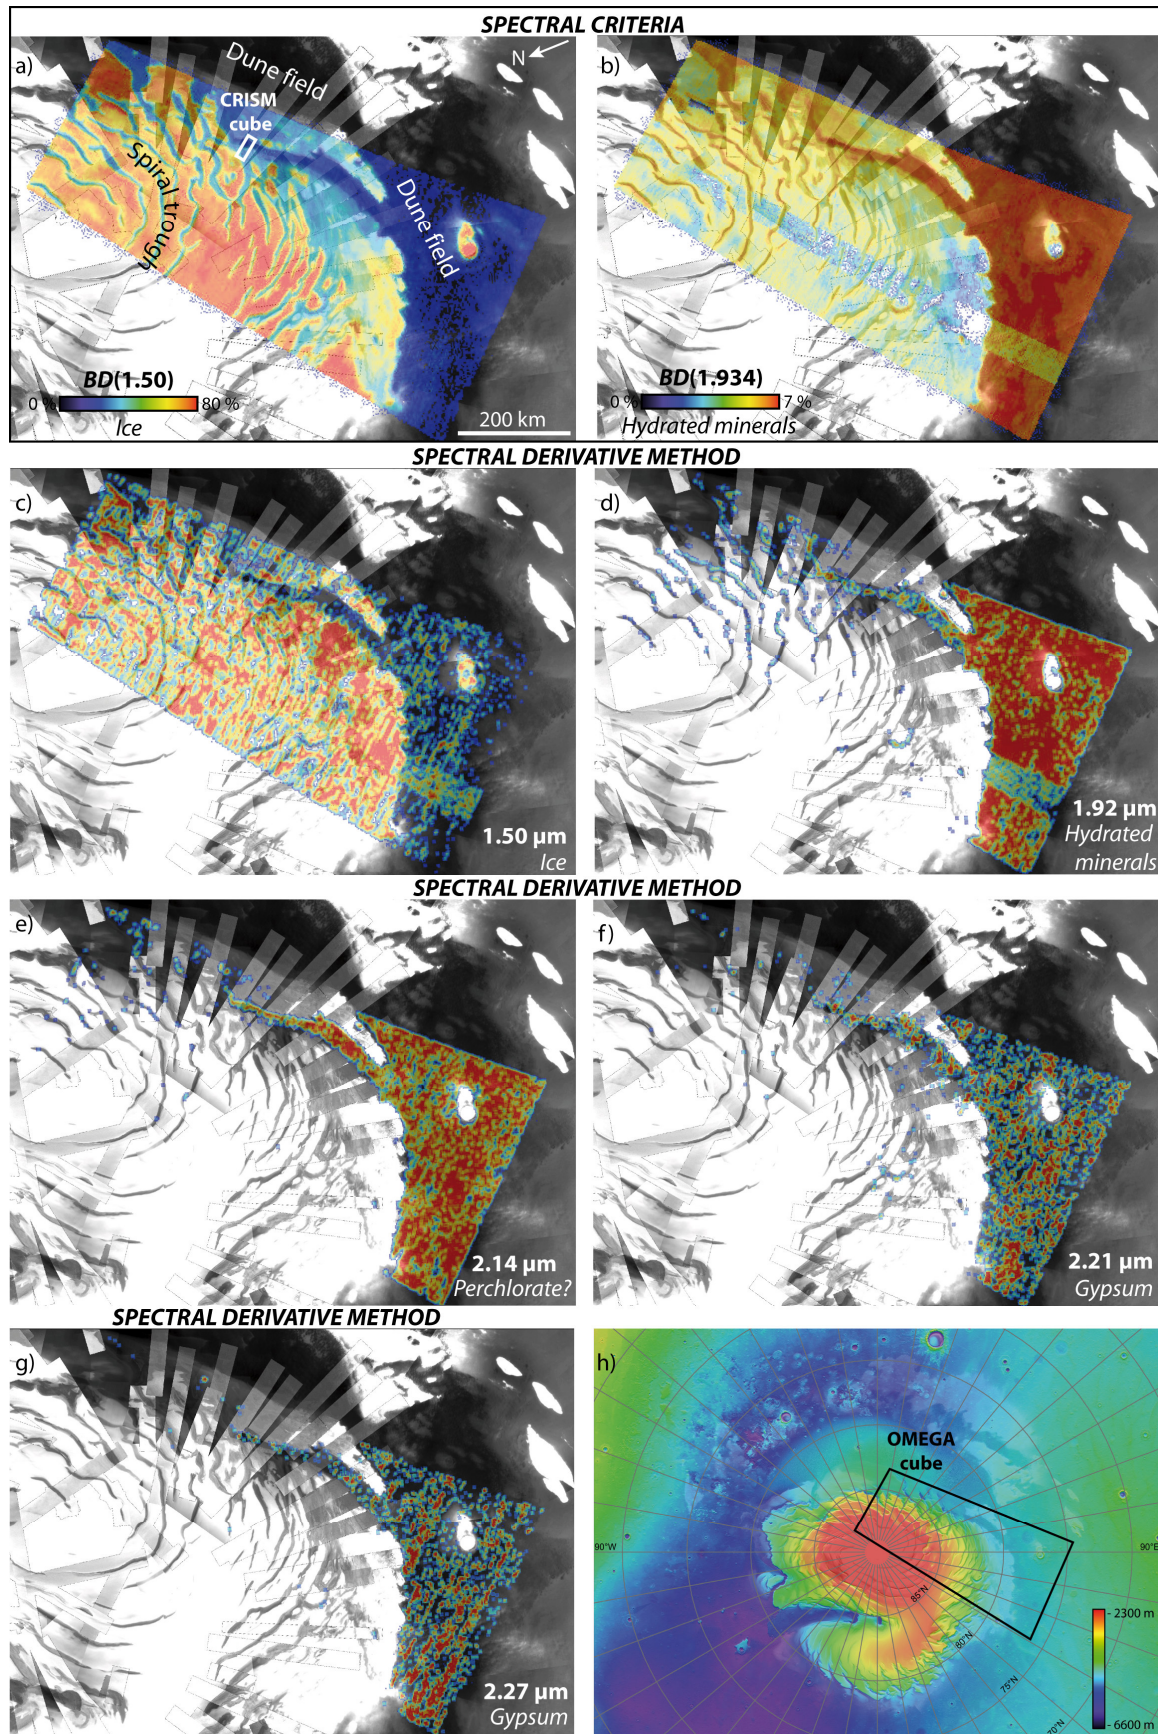 SPECTRAL CRITERIA
a)
Dune field
N
CRISM
cube
Spiral trough
Dune field
BD(1.50)
0 %
80 %
Ice
200 km
b)
BD(1.934)
0 %
7 %
Hydrated minerals
SPECTRAL DERIVATIVE METHOD
c)
1.50 µm
Ice
d)
1.92 µm
Hydrated
minerals
SPECTRAL DERIVATIVE METHOD
e)
2.14 µm
Perchlorate?
f)
2.21 µm
Gypsum
SPECTRAL DERIVATIVE METHOD
g)
2.27 µm
Gypsum
h)
OMEGA
cube
90°W
90°E
85°N
80°N
75°N
70°N
- 2300 m
- 6600 m